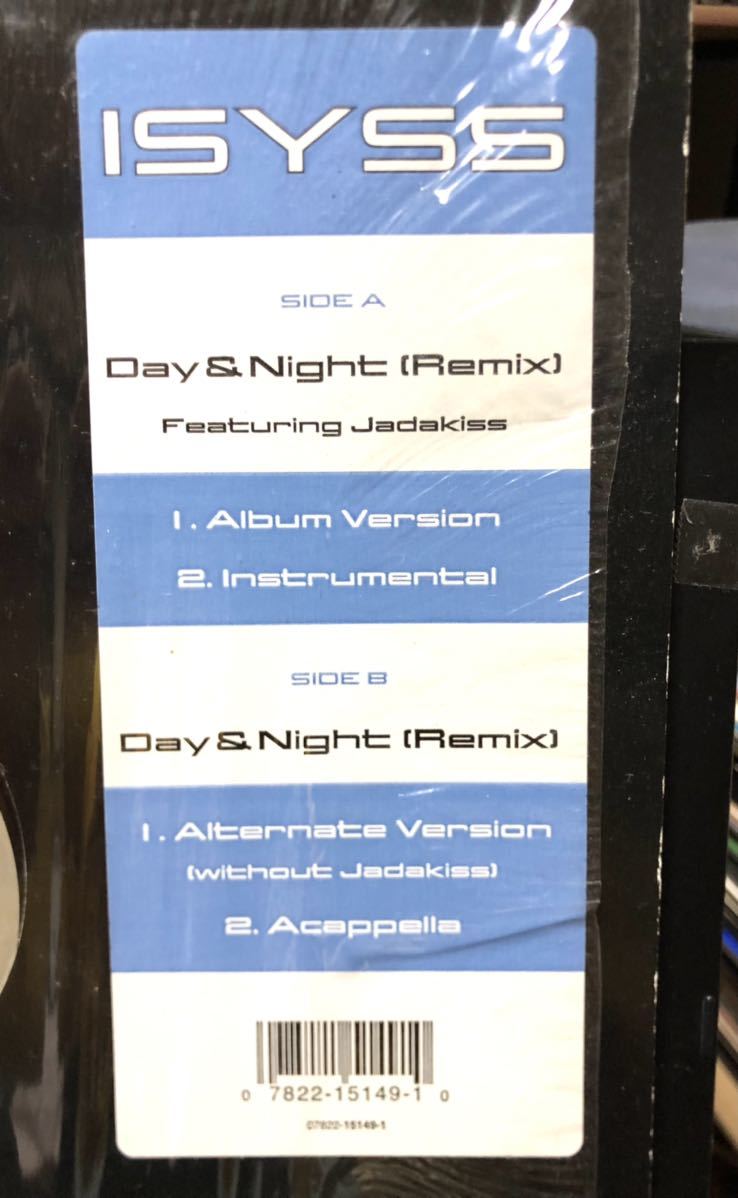 ISYSS
SIDE A
Day & Night (Remix)
Featuring Jadakiss
1. Album Version
2. Instrumental
SIDE B
Day & Night (Remix)
1. Alternate Version
(without Jadakiss)
2. Acappella
0 7822-15149-1 0
07822-15149-1